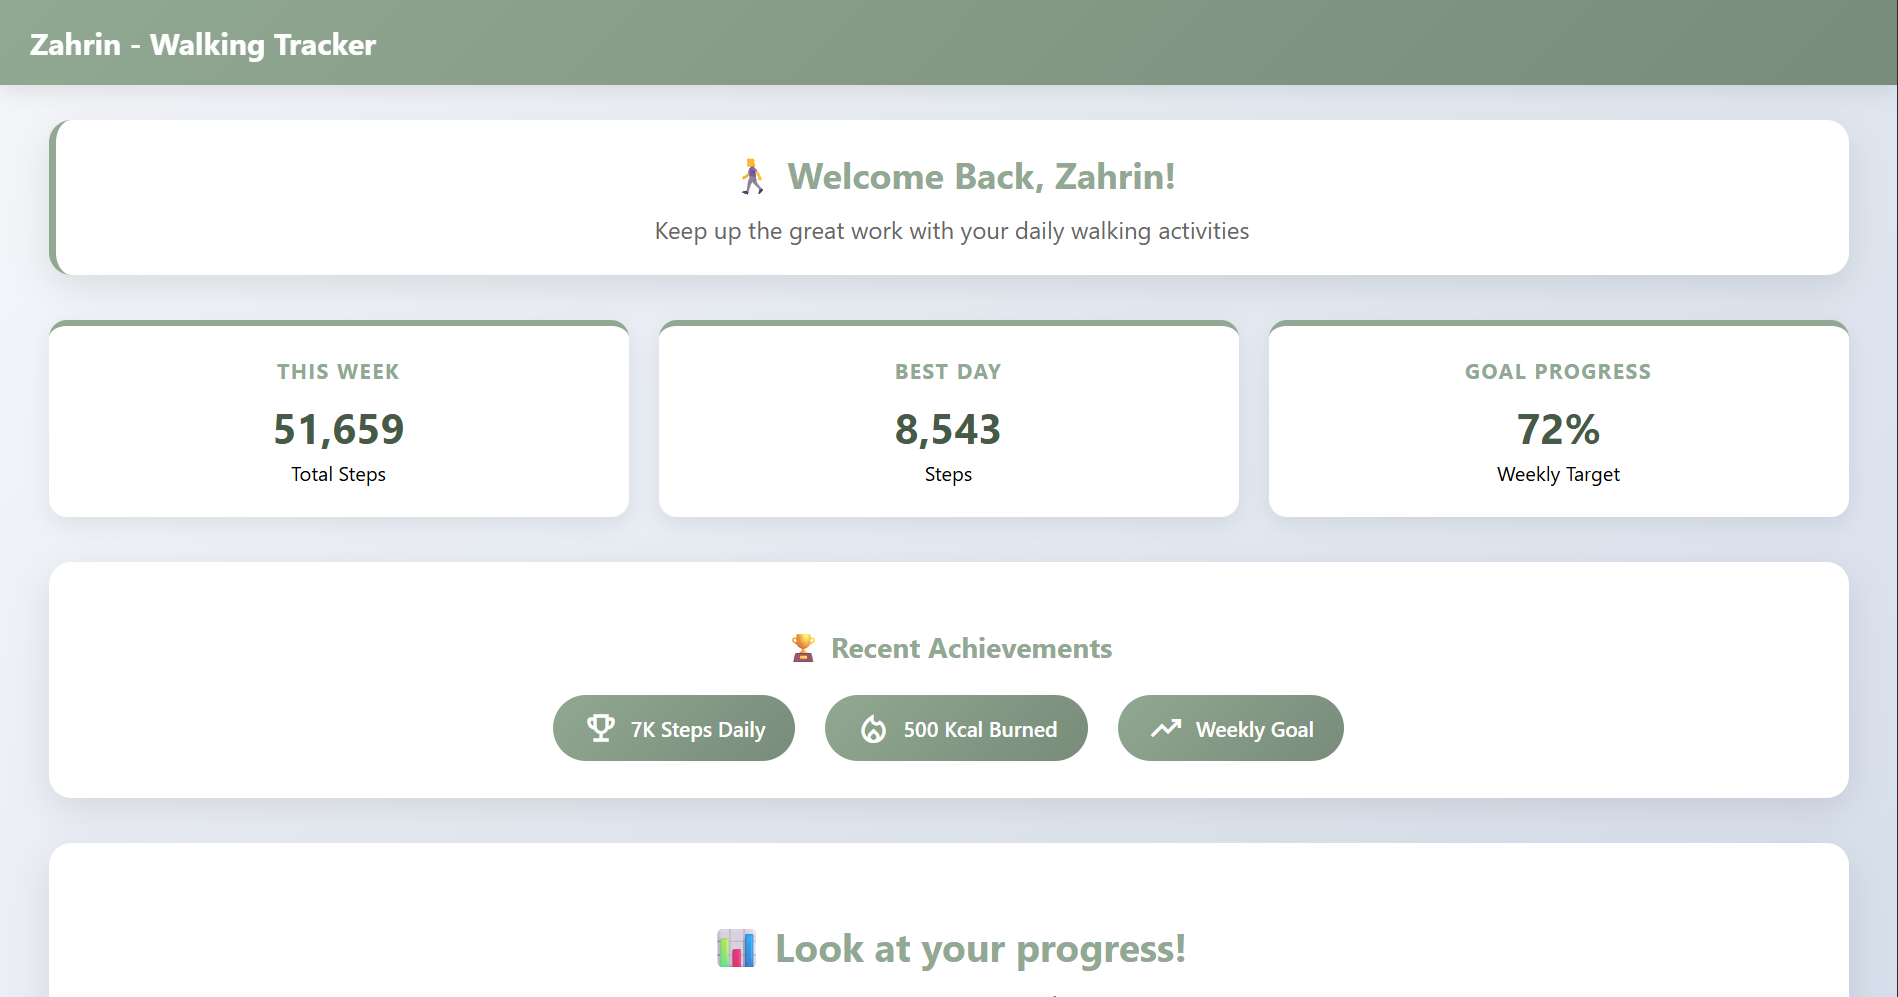 Zahrin - Walking Tracker
Welcome Back, Zahrin!
Keep up the great work with your daily walking activities
THIS WEEK
51,659
Total Steps
BEST DAY
8,543
Steps
GOAL PROGRESS
72%
Weekly Target
Recent Achievements
7K Steps Daily
500 Kcal Burned
Weekly Goal
Look at your progress!